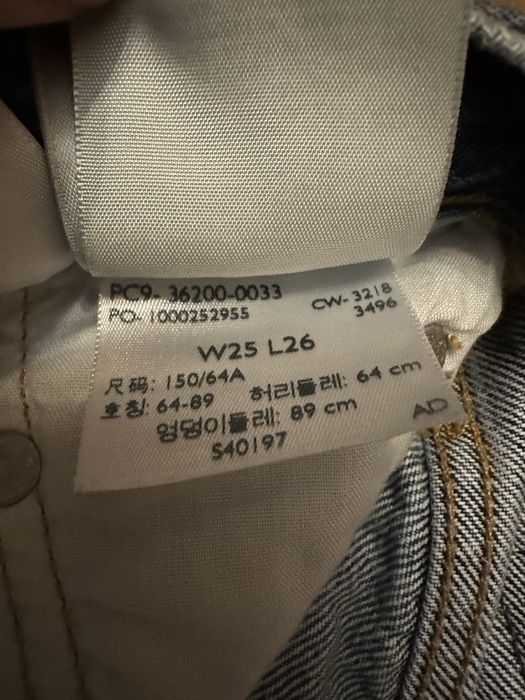 PC9- 36200-0033
CW- 3218
PO- 1000252955
3496
W25 L26
尺码: 150/64A
호칭: 64-89 허리둘레: 64 cm
엉덩이둘레: 89 cm
S40197
AD